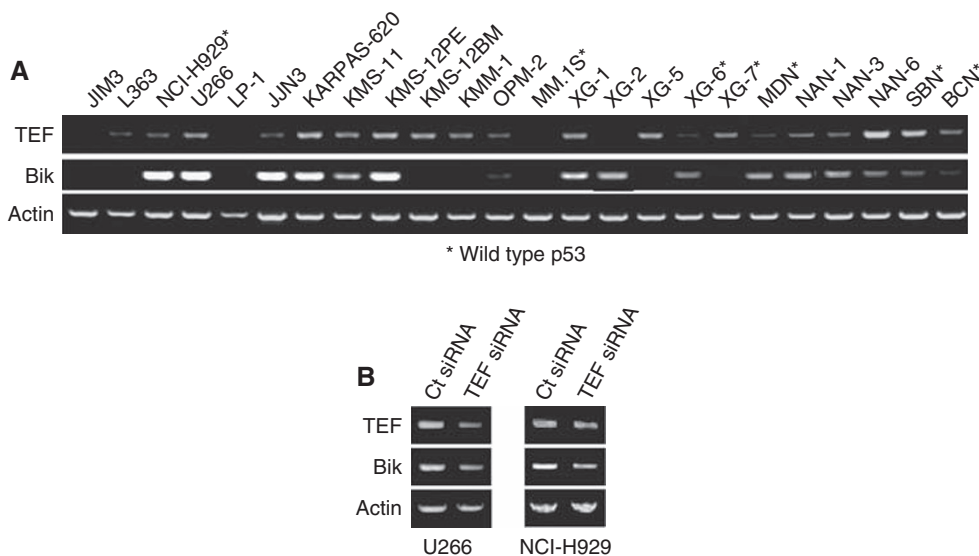 A
JIM3
L363
NCI-H929*
U266
LP-1
JJN3
KARPAS-620
KMS-11
KMS-12PE
KMS-12BM
KMM-1
OPM-2
MM.1S*
XG-1
XG-2
XG-5
XG-6*
XG-7*
MDN*
NAN-1
NAN-3
NAN-6
SBN*
BCN*
TEF
Bik
Actin
* Wild type p53
B
Ct siRNA
TEF siRNA
Ct siRNA
TEF siRNA
TEF
Bik
Actin
U266
NCI-H929